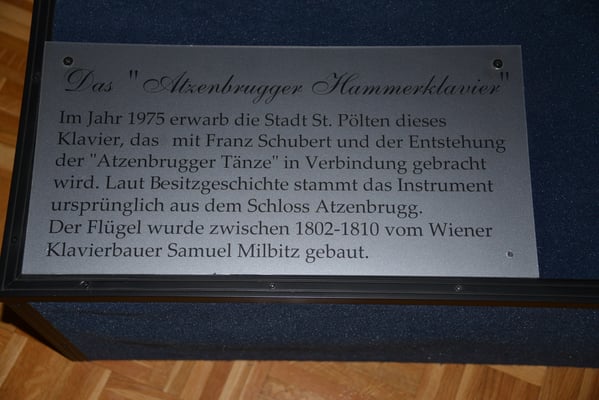 Das "Atzenbrugger Hammerklavier"
Im Jahr 1975 erwarb die Stadt St. Pölten dieses
Klavier, das mit Franz Schubert und der Entstehung
der "Atzenbrugger Tänze" in Verbindung gebracht
wird. Laut Besitzgeschichte stammt das Instrument
ursprünglich aus dem Schloss Atzenbrugg.
Der Flügel wurde zwischen 1802-1810 vom Wiener
Klavierbauer Samuel Milbitz gebaut.